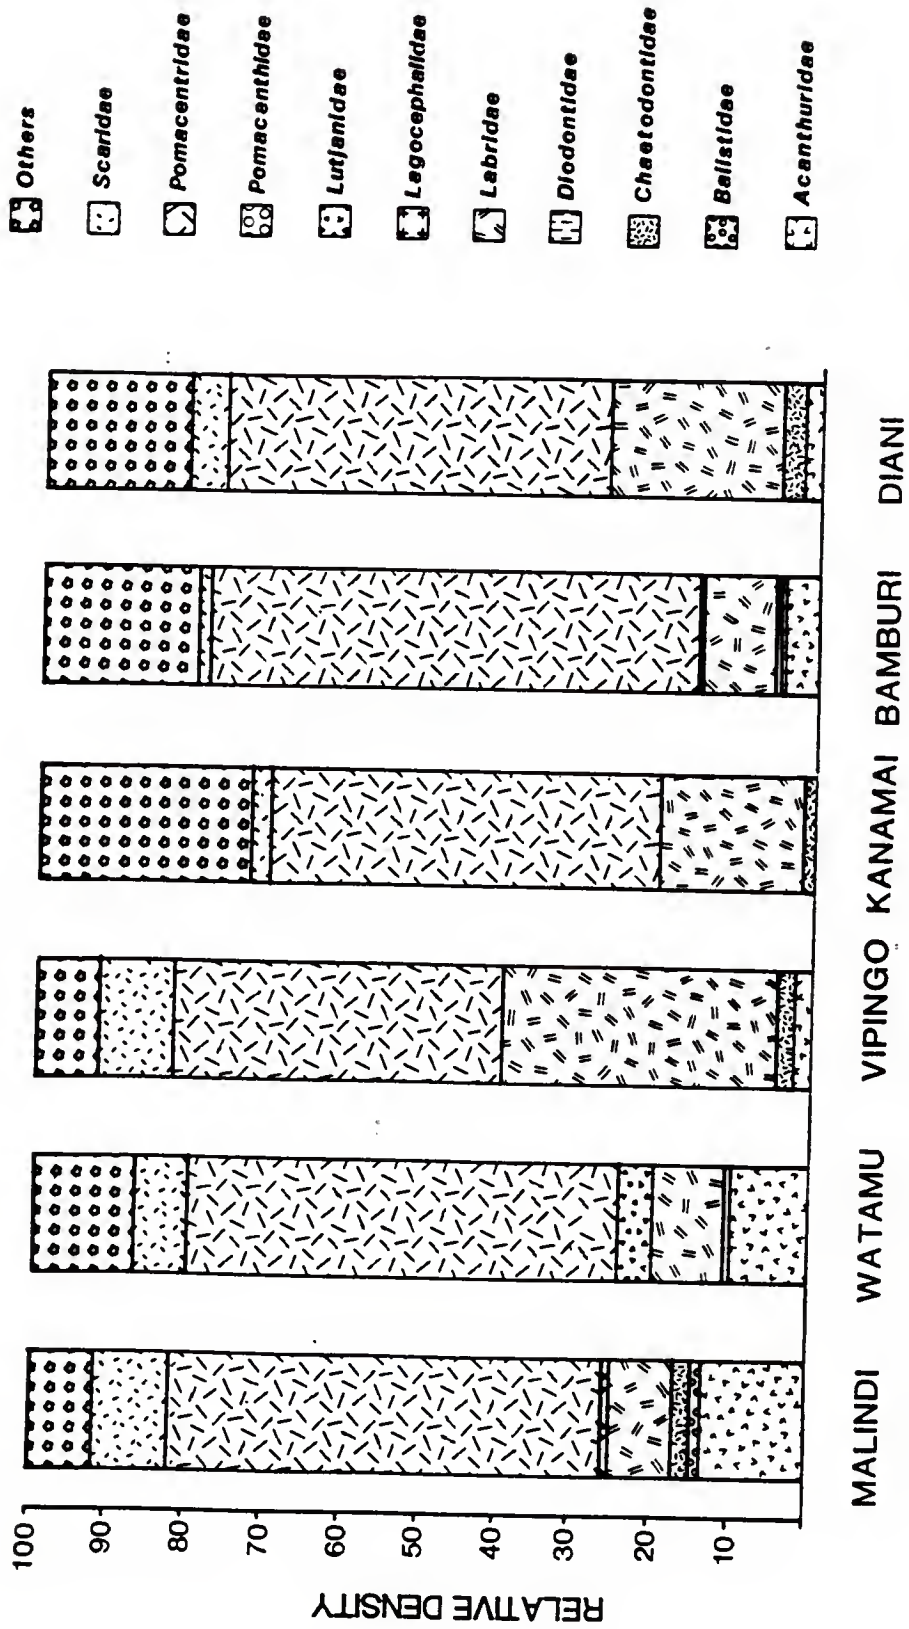 RELATIVE DENSITY
100
90
80
70
60
50
40
30
20
10
MALINDI
WATAMU
VIPINGO
KANAMAI
BAMBURI
DIANI
Others
Scaridae
Pomacentridae
Pomacanthidae
Lutjanidae
Lagocephalidae
Labridae
Diodontidae
Chaetodontidae
Balistidae
Acanthuridae